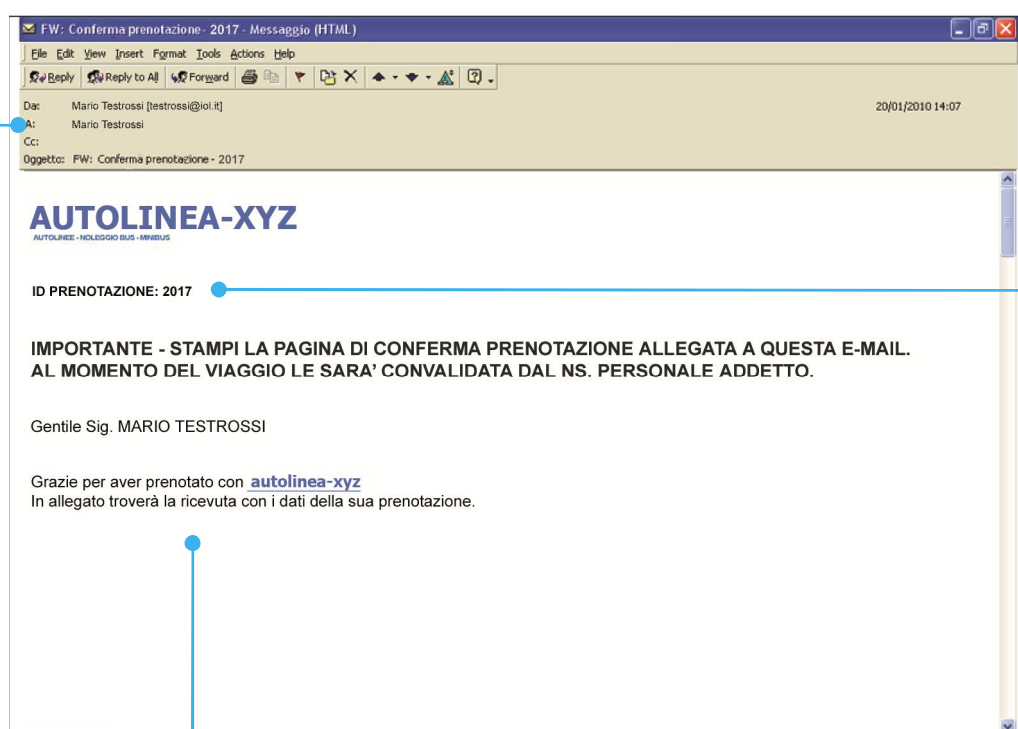 FW: Conferma prenotazione- 2017 - Messaggio (HTML)
File Edit View Insert Format Tools Actions Help
Reply Reply to All Forward
Da: Mario Testrossi [testrossi@iol.it] 20/01/2010 14:07
A: Mario Testrossi
Cc:
Oggetto: FW: Conferma prenotazione - 2017
AUTOLINEA-XYZ
AUTOLINEE - NOLEGGIO BUS - MINIBUS
ID PRENOTAZIONE: 2017
IMPORTANTE - STAMPI LA PAGINA DI CONFERMA PRENOTAZIONE ALLEGATA A QUESTA E-MAIL.
AL MOMENTO DEL VIAGGIO LE SARA' CONVALIDATA DAL NS. PERSONALE ADDETTO.
Gentile Sig. MARIO TESTROSSI
Grazie per aver prenotato con autolinea-xyz
In allegato troverà la ricevuta con i dati della sua prenotazione.